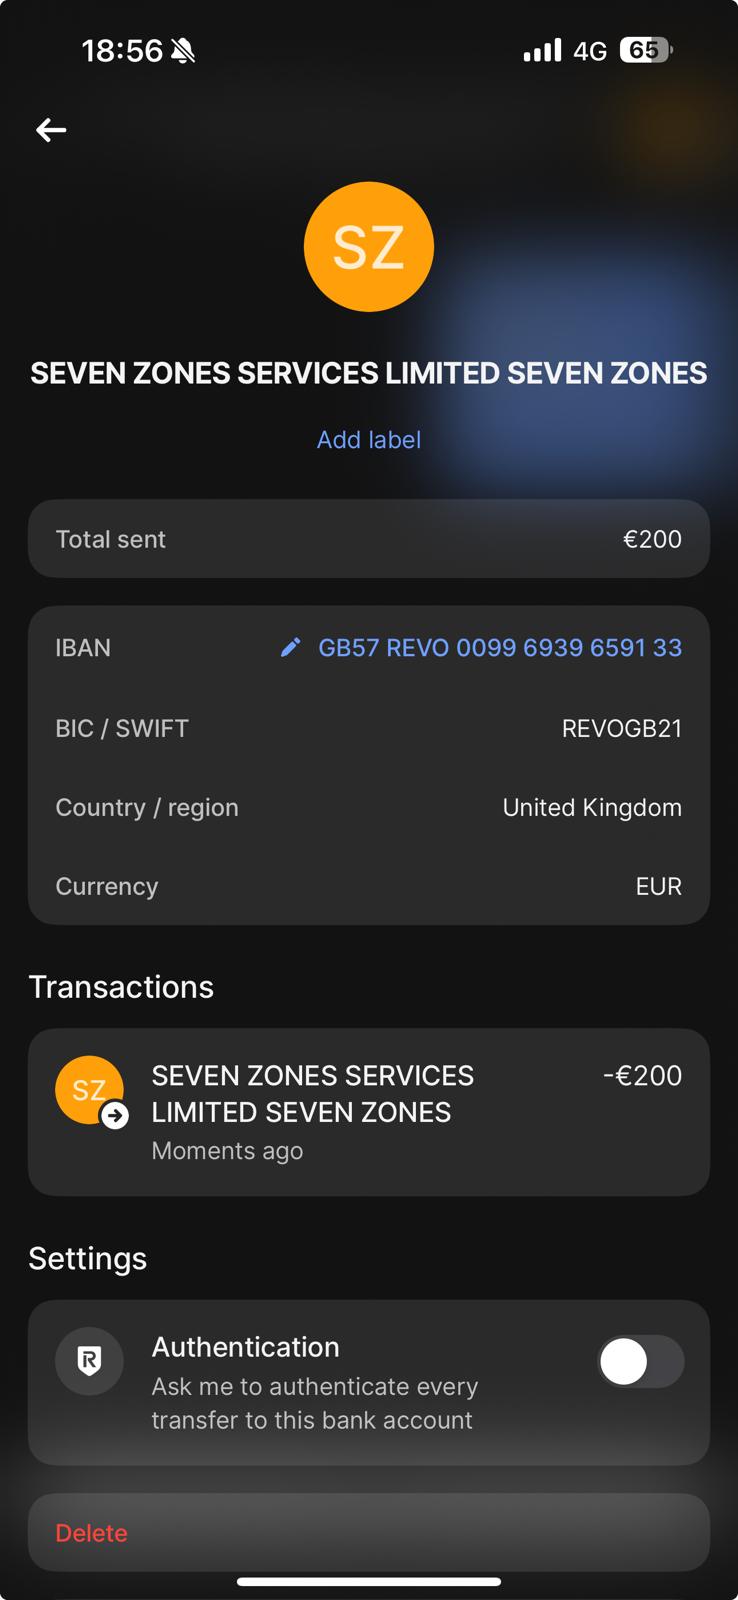 18:56 4G 65
SZ
SEVEN ZONES SERVICES LIMITED SEVEN ZONES
Add label
Total sent €200
IBAN GB57 REVO 0099 6939 6591 33
BIC / SWIFT REVOGB21
Country / region United Kingdom
Currency EUR
Transactions
SZ
SEVEN ZONES SERVICES -€200
LIMITED SEVEN ZONES
Moments ago
Settings
R
Authentication
Ask me to authenticate every
transfer to this bank account
Delete